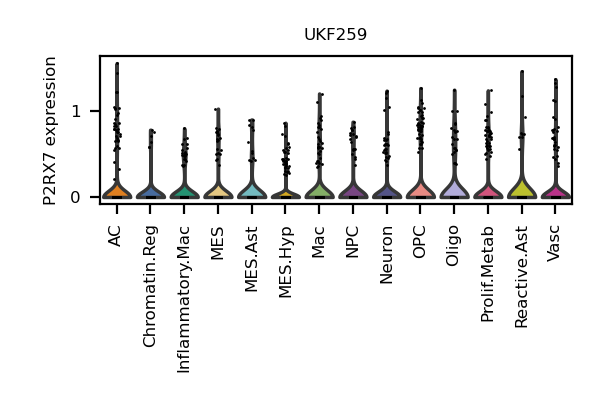 UKF259
P2RX7 expression
1
0
AC
Chromatin.Reg
Inflammatory.Mac
MES
MES.Ast
MES.Hyp
Mac
NPC
Neuron
OPC
Oligo
Prolif.Metab
Reactive.Ast
Vasc